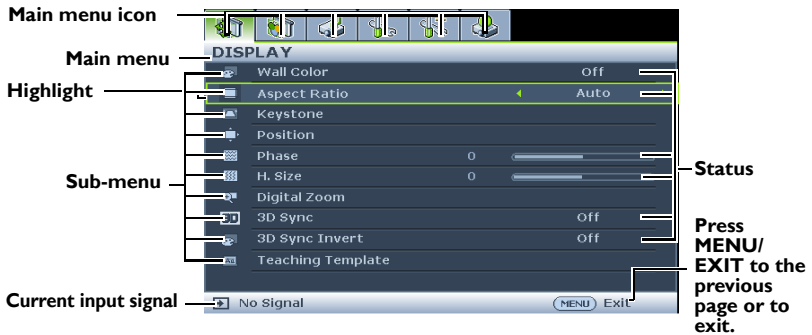 Main menu icon
Main menu
DISPLAY
Wall Color Off
Highlight
Aspect Ratio Auto
Keystone
Position
Phase 0
Status
Sub-menu
H. Size 0
Digital Zoom
3D 3D Sync Off
3D Sync Invert Off
Teaching Template
Press
MENU/
EXIT to the
previous
page or to
exit.
Current input signal
No Signal
MENU Exit